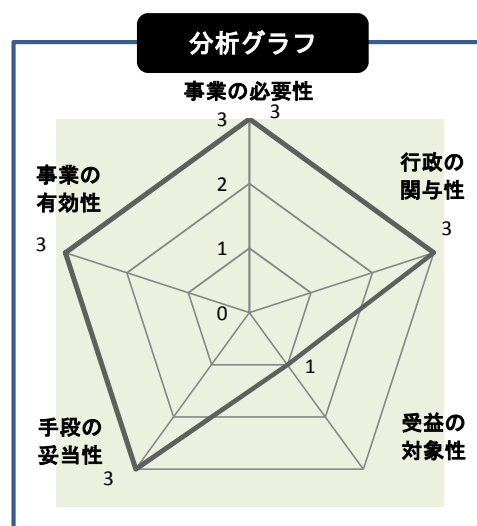 分析グラフ
事業の必要性
3
3
行政の
関与性
3
事業の
有効性
3
2
1
0
1
受益の
対象性
手段の
妥当性
3